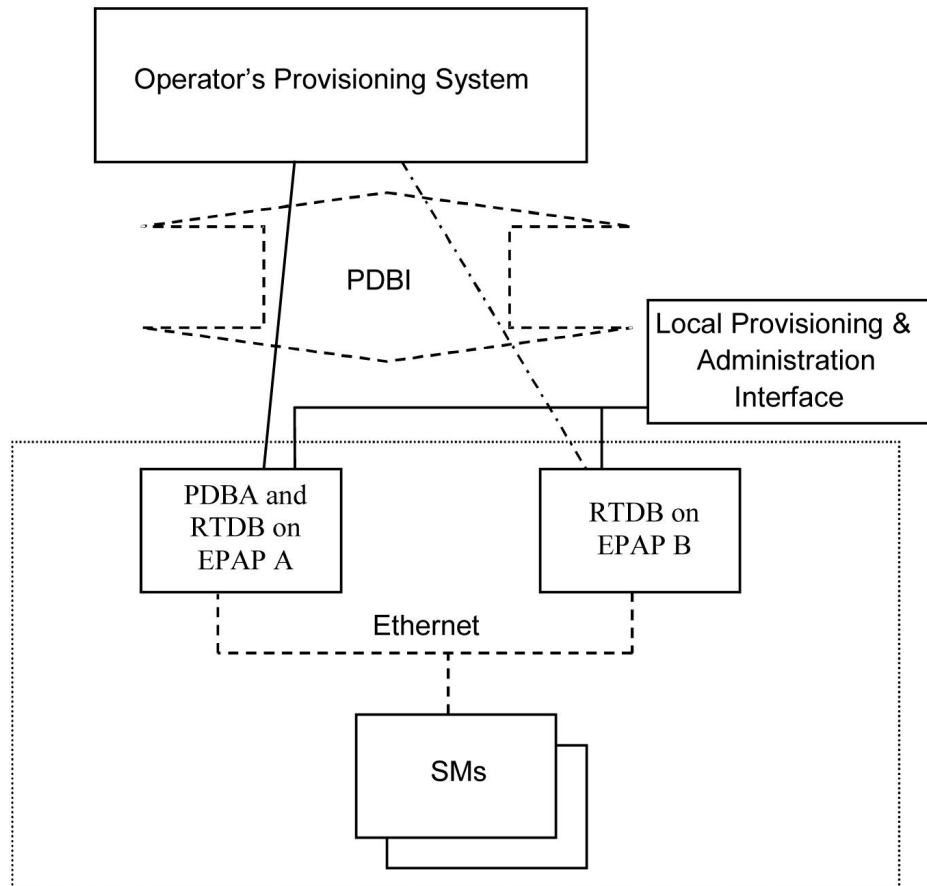 Operator’s Provisioning System
PDBI
Local Provisioning &
Administration
Interface
PDBA and
RTDB on
EPAP A
RTDB on
EPAP B
Ethernet
SMs